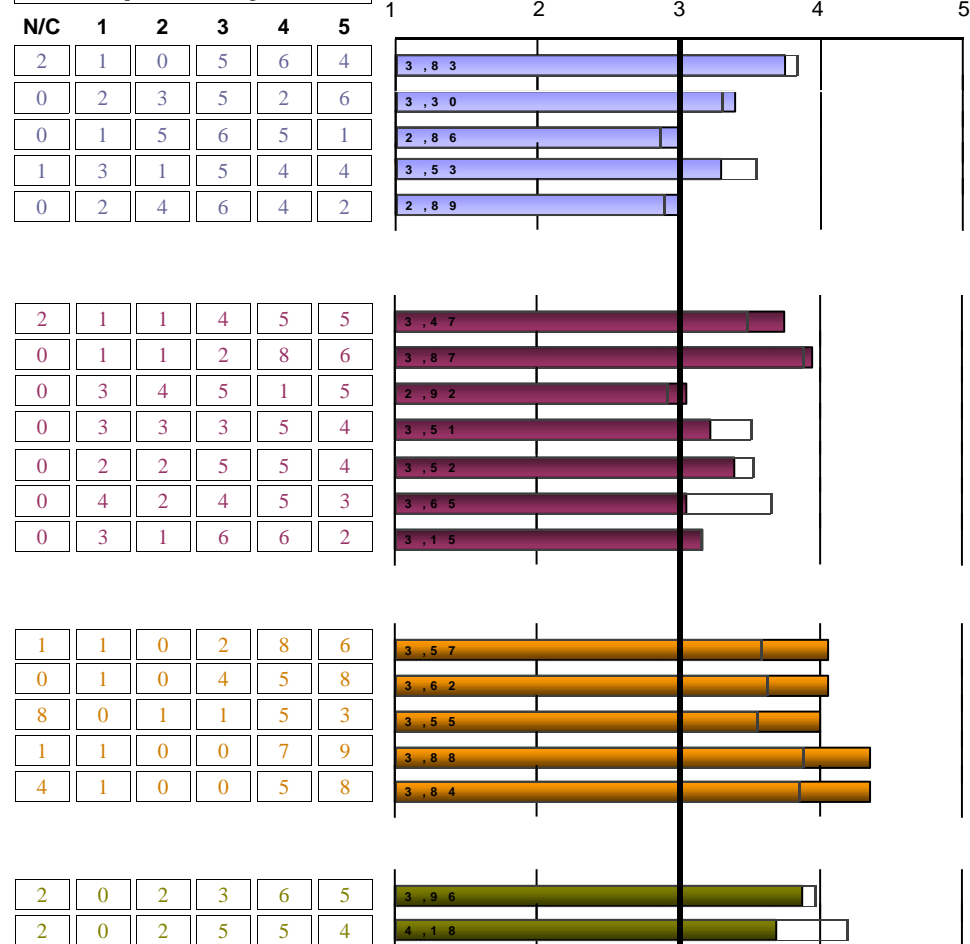 1 2 3 4 5
N/C 1 2 3 4 5
2 1 0 5 6 4 3,83
0 2 3 5 2 6 3,30
0 1 5 6 5 1 2,86
1 3 1 5 4 4 3,53
0 2 4 6 4 2 2,89
2 1 1 4 5 5 3,47
0 1 1 2 8 6 3,87
0 3 4 5 1 5 2,92
0 3 3 3 5 4 3,51
0 2 2 5 5 4 3,52
0 4 2 4 5 3 3,65
0 3 1 6 6 2 3,15
1 1 0 2 8 6 3,57
0 1 0 4 5 8 3,62
8 0 1 1 5 3 3,55
1 1 0 0 7 9 3,88
4 1 0 0 5 8 3,84
2 0 2 3 6 5 3,96
2 0 2 5 5 4 4,18